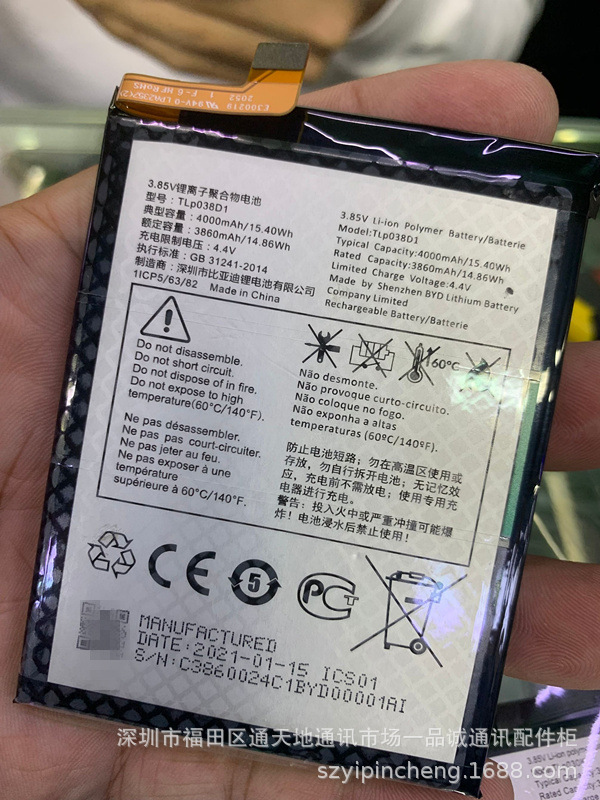 E300219
2052 1 E-6 HF ROHS
94V-0
3.85V锂离子聚合物电池
型号：TLp038D1
典型容量：4000mAh/15.40Wh
额定容量：3860mAh/14.86Wh
充电限制电压：4.4V
执行标准：GB 31241-2014
制造商：深圳市比亚迪锂电池有限公司
1ICP5/63/82 Made in China
3.85V Li-ion Polymer Battery/Batterie
Model:TLp038D1
Typical Capacity:4000mAh/15.40Wh
Rated Capacity:3860mAh/14.86Wh
Limited Charge Voltage:4.4V
Made by Shenzhen BYD Lithium Battery
Company Limited
Rechargeable Battery/Batterie
Do not disassemble.
Do not short circuit.
Do not dispose of in fire.
Do not expose to high
temperature(60°C/140°F).
Ne pas désassembler.
Ne pas pas court-circuiter.
Ne pas jeter au feu.
Ne pas exposer à une
température
supérieure à 60°C/140°F.
60°C
Não desmonte.
Não provoque curto-circuito.
Não coloque no fogo.
Não exponha a altas
temperaturas (60ºC/140ºF).
防止电池短路；勿在高温区使用或
存放，勿自行拆开电池；无记忆效
应，充电前不需放电；使用专用充
电器进行充电。
警告：投入火中或严重冲撞可能爆
炸！电池浸水后禁止使用！
CE
5
PCT
MANUFACTURED
DATE:2021-01-15 ICS01
S/N:C3860024C1BYD00001AI
深圳市福田区通天地通讯市场一品诚通讯配件柜
szyipincheng.1688.com